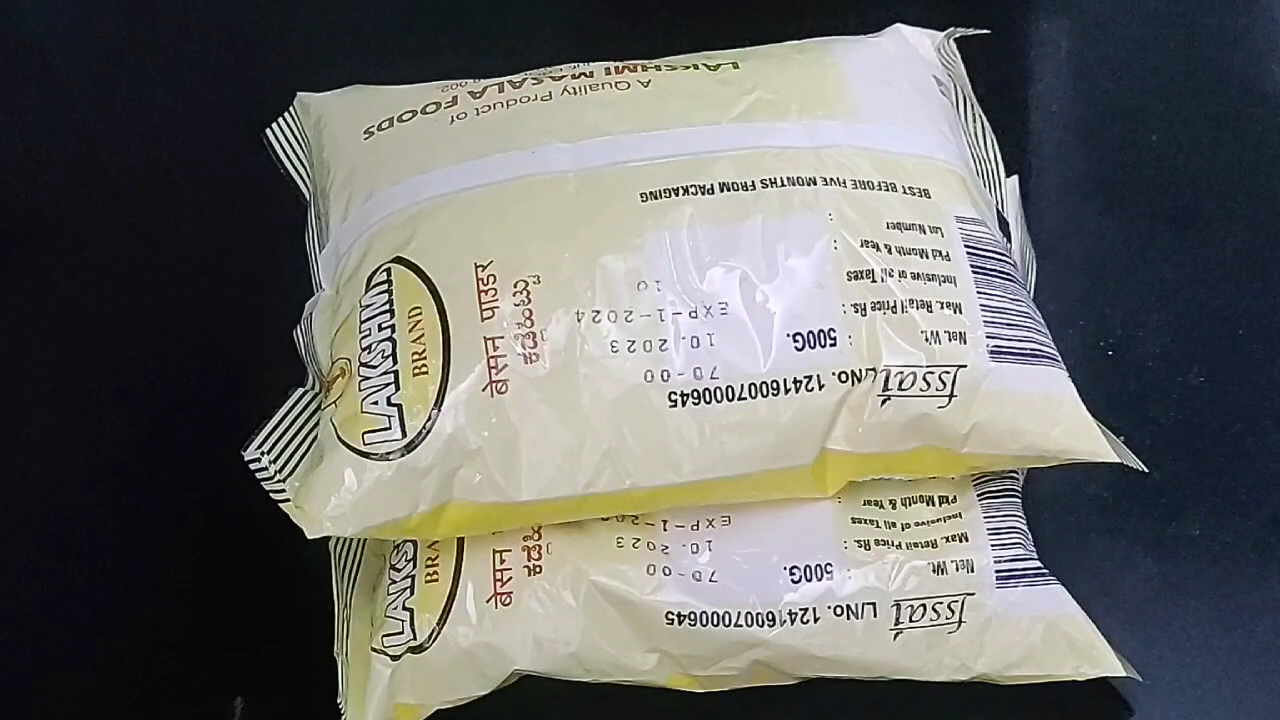 LAKSHMI
BRAND
बेसन पाउडर
ಕಡಲೆಹಿಟ್ಟು
fssai L/No. 12416007000645
Net. Wt. : 500G.
70-00
Max. Retail Price Rs. :
10. 2023
Inclusive of all Taxes
EXP-1-2024
Pkd Month & Year :
10
Lot Number :
BEST BEFORE FIVE MONTHS FROM PACKAGING
A Quality Product of
LAKSHMI MASALA FOODS
LAKS
BRA
fssai L/No. 12416007000645
Net. Wt. : 500G.
70-00
Max. Retail Price Rs. :
10. 2023
Inclusive of all Taxes
EXP-1-20
Pkd Month & Year :